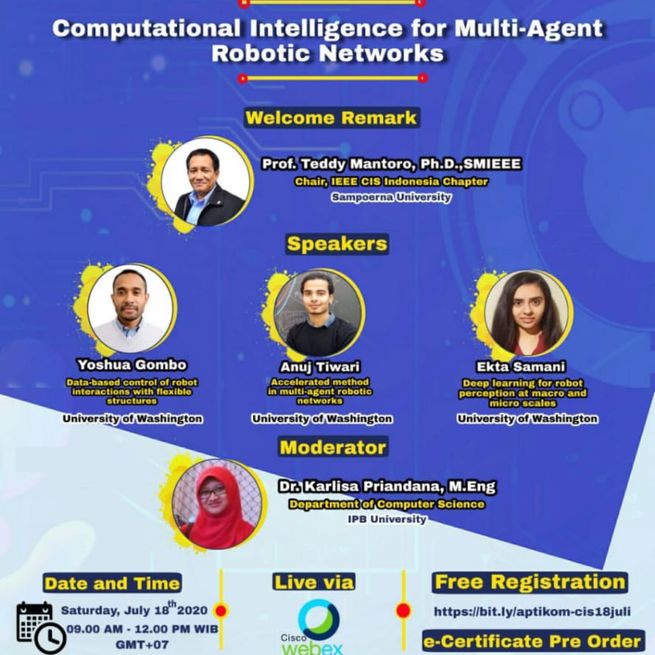 Computational Intelligence for Multi-Agent
Robotic Networks
Welcome Remark
Prof. Teddy Mantoro, Ph.D.,SMIEEE
Chair, IEEE CIS Indonesia Chapter
Sampoerna University
Speakers
Yoshua Gombo
Data-based control of robot
interactions with flexible
structures
University of Washington
Anuj Tiwari
Accelerated method
in multi-agent robotic
networks
University of Washington
Ekta Samani
Deep learning for robot
perception at macro and
micro scales
University of Washington
Moderator
Dr. Karlisa Priandana, M.Eng
Department of Computer Science
IPB University
Date and Time
Saturday, July 18th 2020
09.00 AM - 12.00 PM WIB
GMT+07
Live via
Cisco
webex
Free Registration
https://bit.ly/aptikom-cis18juli
e-Certificate Pre Order